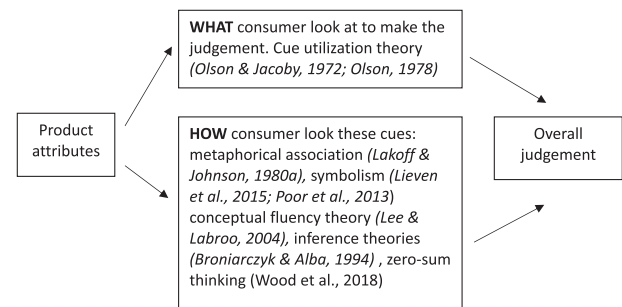 WHAT consumer look at to make the
judgement. Cue utilization theory
(Olson & Jacoby, 1972; Olson, 1978)
Product
attributes
HOW consumer look these cues:
metaphorical association (Lakoff &
Johnson, 1980a), symbolism (Lieven
et al., 2015; Poor et al., 2013)
conceptual fluency theory (Lee &
Labroo, 2004), inference theories
(Broniarczyk & Alba, 1994) , zero-sum
thinking (Wood et al., 2018)
Overall
judgement